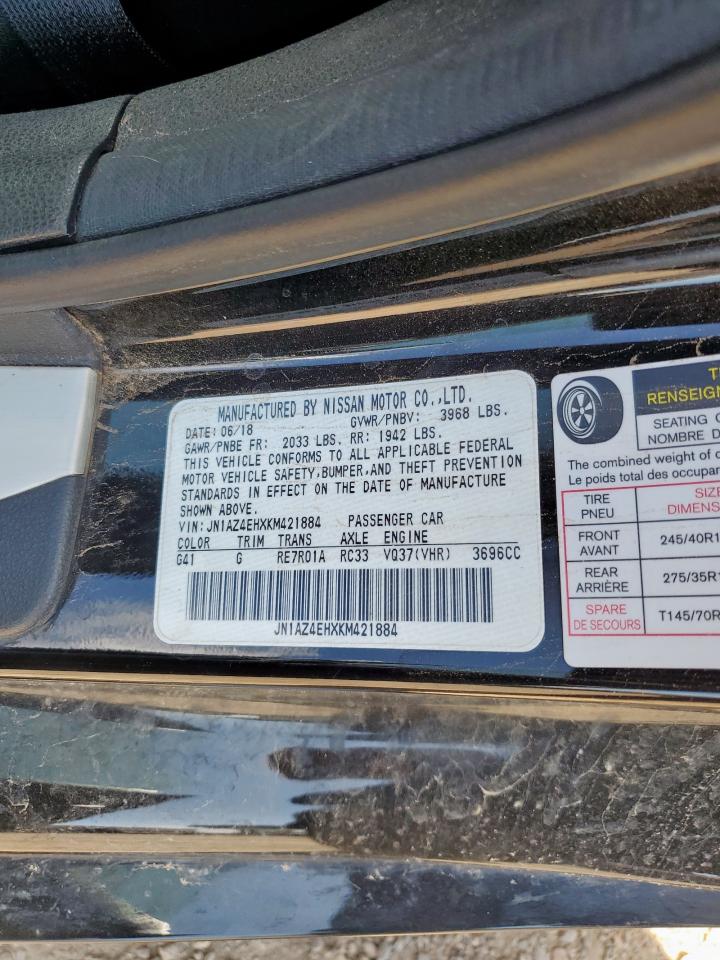 MANUFACTURED BY NISSAN MOTOR CO.,LTD.
DATE: 06/18 GVWR/PNBV: 3968 LBS.
GAWR/PNBE FR: 2033 LBS. RR: 1942 LBS.
THIS VEHICLE CONFORMS TO ALL APPLICABLE FEDERAL
MOTOR VEHICLE SAFETY,BUMPER,AND THEFT PREVENTION
STANDARDS IN EFFECT ON THE DATE OF MANUFACTURE
SHOWN ABOVE.
VIN: JN1AZ4EHXKM421884 PASSENGER CAR
COLOR TRIM TRANS AXLE ENGINE
G41 G RE7R01A RC33 VQ37(VHR) 3696CC
JN1AZ4EHXKM421884
RENSEIGN
SEATING
NOMBRE D
The combined weight of
Le poids total des occupa
TIRE SIZE
PNEU DIMENS
FRONT 245/40R1
AVANT
REAR 275/35R1
ARRIÈRE
SPARE T145/70R
DE SECOURS